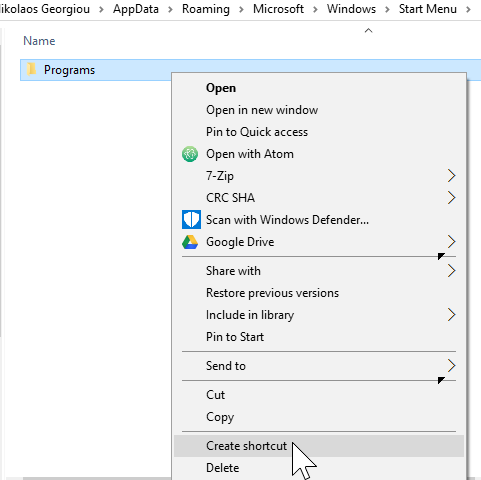 Nikolaos Georgiou > AppData > Roaming > Microsoft > Windows > Start Menu >
Name
Programs
Open
Open in new window
Pin to Quick access
Open with Atom
7-Zip
CRC SHA
Scan with Windows Defender...
Google Drive
Share with
Restore previous versions
Include in library
Pin to Start
Send to
Cut
Copy
Create shortcut
Delete